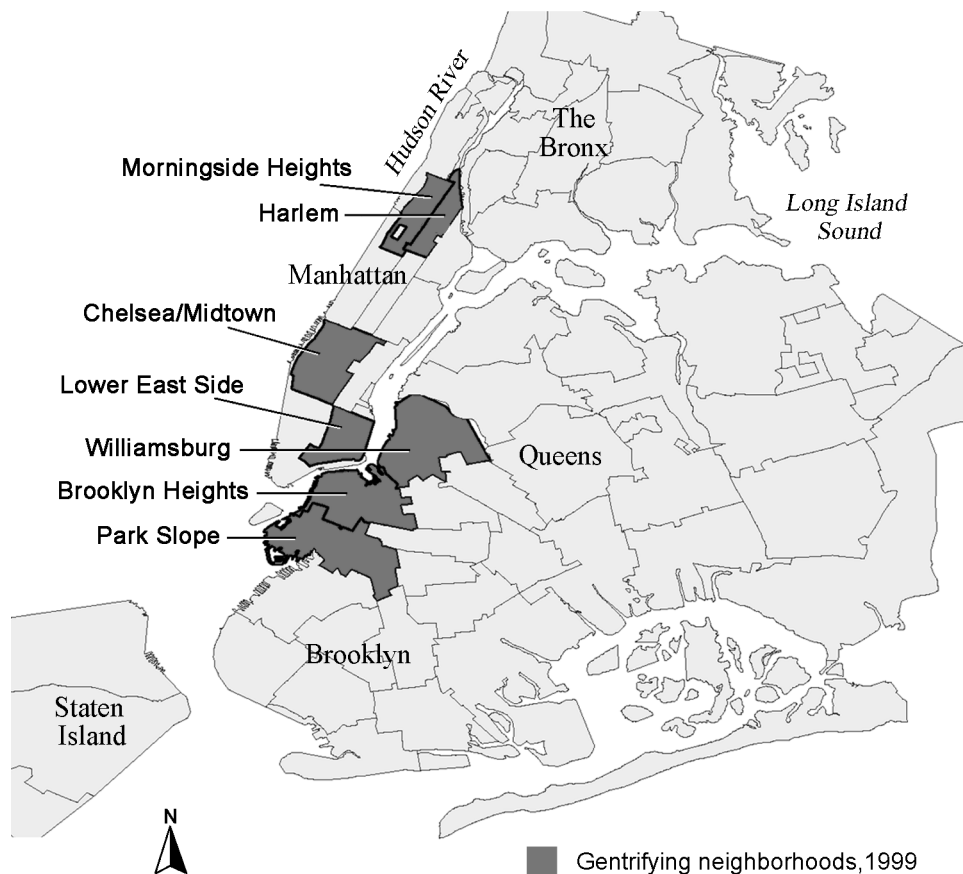 Hudson River
The
Bronx
Morningside Heights
Harlem
Long Island
Sound
Manhattan
Chelsea/Midtown
Lower East Side
Williamsburg
Queens
Brooklyn Heights
Park Slope
Brooklyn
Staten
Island
N
Gentrifying neighborhoods,1999